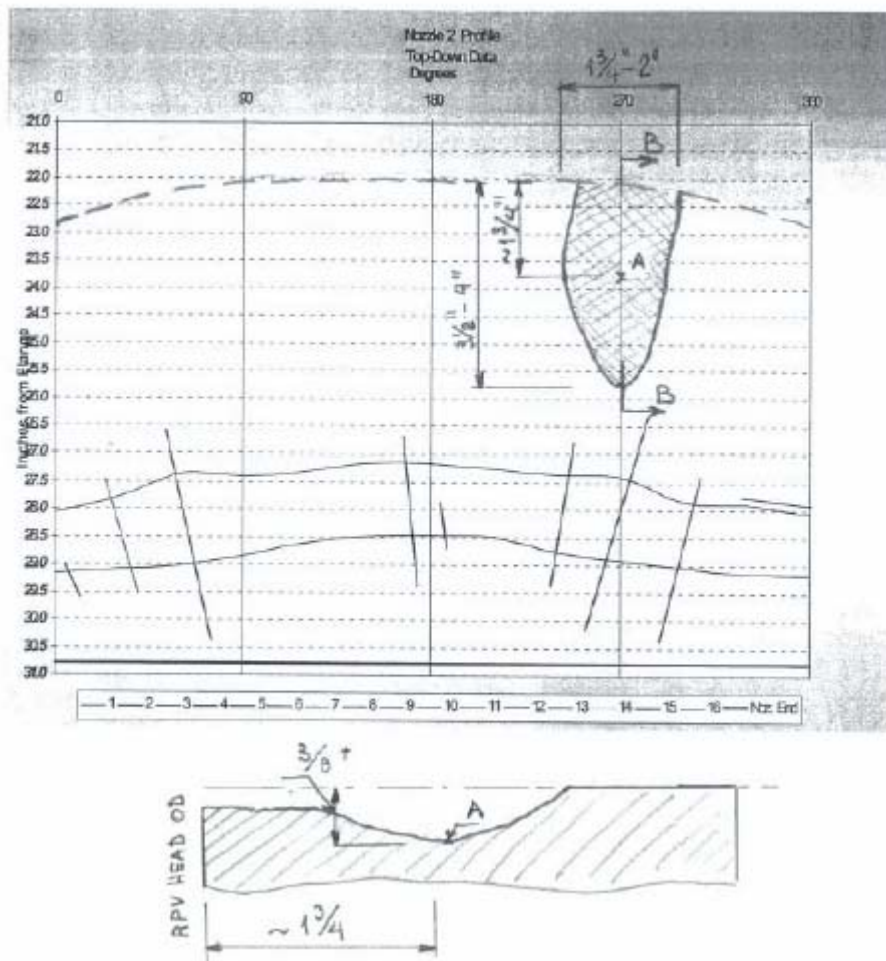 Nozzle 2 Profile
Top-Down Data
Degrees
1 3/4" - 2"
0 90 180 270 360
21.0
21.5
22.0
22.5
23.0
23.5
24.0
24.5
25.0
25.5
26.0
26.5
27.0
27.5
28.0
28.5
29.0
29.5
30.0
30.5
31.0
Inches from Flange
B
~1 3/4"
A
3 1/2" - 4"
B
1 2 3 4 5 6 7 8 9 10 11 12 13 14 15 16 Noz End
3/8 +
A
RPV HEAD OD
~ 1 3/4